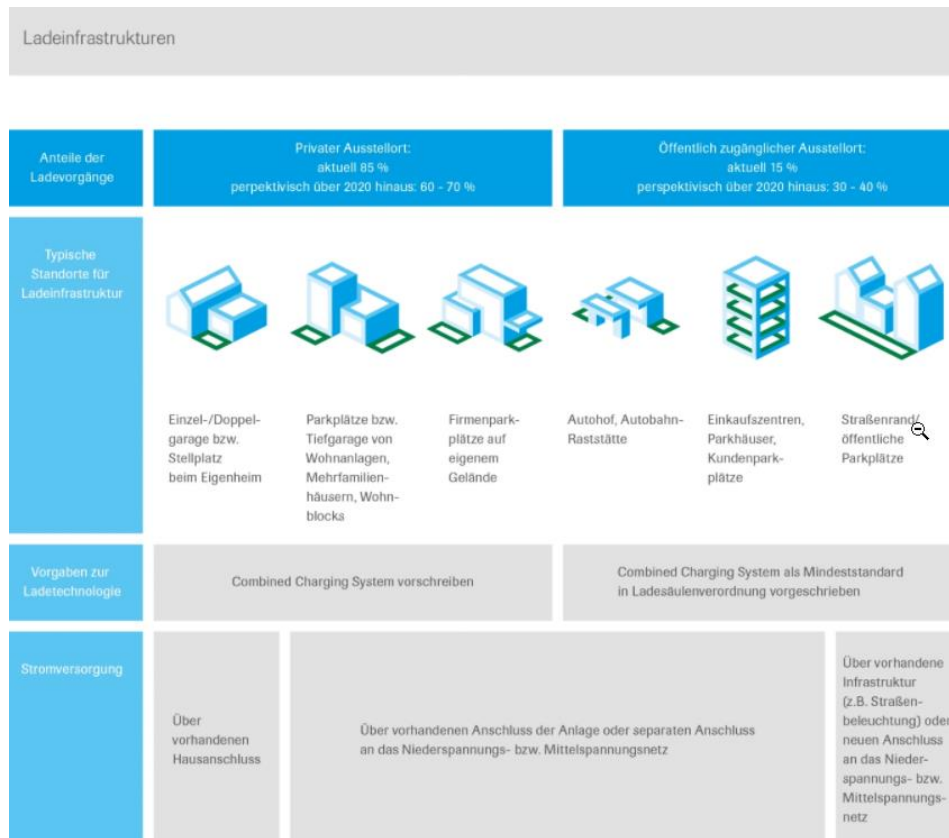 Ladeinfrastrukturen
Anteile der
Ladevorgänge
Privater Ausstellort:
aktuell 85 %
perpektivisch über 2020 hinaus: 60 - 70 %
Öffentlich zugänglicher Ausstellort:
aktuell 15 %
perspektivisch über 2020 hinaus: 30 - 40 %
Typische
Standorte für
Ladeinfrastruktur
Einzel-/Doppel-
garage bzw.
Stellplatz
beim Eigenheim
Parkplätze bzw.
Tiefgarage von
Wohnanlagen,
Mehrfamilien-
häusern, Wohn-
blocks
Firmenpark-
plätze auf
eigenem
Gelände
Autohof, Autobahn-
Raststätte
Einkaufszentren,
Parkhäuser,
Kundenpark-
plätze
Straßenrand/
öffentliche
Parkplätze
Vorgaben zur
Ladetechnologie
Combined Charging System vorschreiben
Combined Charging System als Mindeststandard
in Ladesäulenverordnung vorgeschrieben
Stromversorgung
Über
vorhandenen
Hausanschluss
Über vorhandenen Anschluss der Anlage oder separaten Anschluss
an das Niederspannungs- bzw. Mittelspannungsnetz
Über vorhandene
Infrastruktur
(z.B. Straßen-
beleuchtung) oder
neuen Anschluss
an das Nieder-
spannungs- bzw.
Mittelspannungs-
netz